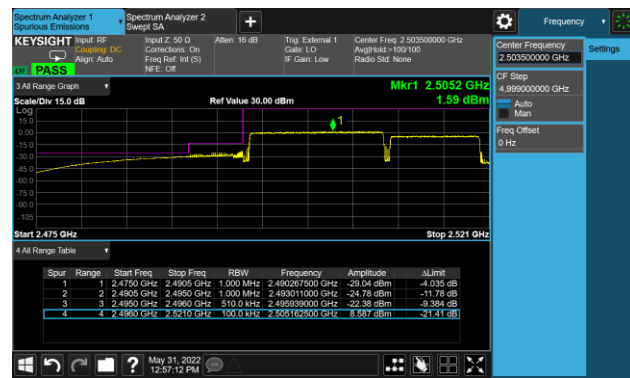 Spectrum Analyzer 1
Spurious Emissions
Spectrum Analyzer 2
Swept SA
Frequency
KEYSIGHT
Input: RF
Coupling: DC
Align: Auto
Input Z: 50 Ω
Corrections: On
Freq Ref: Int (S)
NFE: Off
Atten: 16 dB
Trig: External 1
Gate: LO
IF Gain: Low
Center Freq: 2.503500000 GHz
Avg|Hold:>100/100
Radio Std: None
PASS
Center Frequency
2.503500000 GHz
Settings
CF Step
4.999000000 GHz
Auto
Man
Freq Offset
0 Hz
3 All Range Graph
Mkr1 2.5052 GHz
1.59 dBm
Scale/Div 15.0 dB
Ref Value 30.00 dBm
Log
15.0
0.00
-15.0
-30.0
-45.0
-60.0
-75.0
-90.0
-105
1
Start 2.475 GHz
Stop 2.521 GHz
4 All Range Table
Spur Range Start Freq Stop Freq RBW Frequency Amplitude ΔLimit
1 1 2.4750 GHz 2.4905 GHz 1.000 MHz 2.490267500 GHz -29.04 dBm -4.035 dB
2 2 2.4905 GHz 2.4950 GHz 1.000 MHz 2.493011000 GHz -24.78 dBm -11.78 dB
3 3 2.4950 GHz 2.4960 GHz 510.0 kHz 2.495939000 GHz -22.38 dBm -9.384 dB
4 4 2.4960 GHz 2.5210 GHz 100.0 kHz 2.505162500 GHz 8.587 dBm -21.41 dB
May 31, 2022
12:57:12 PM